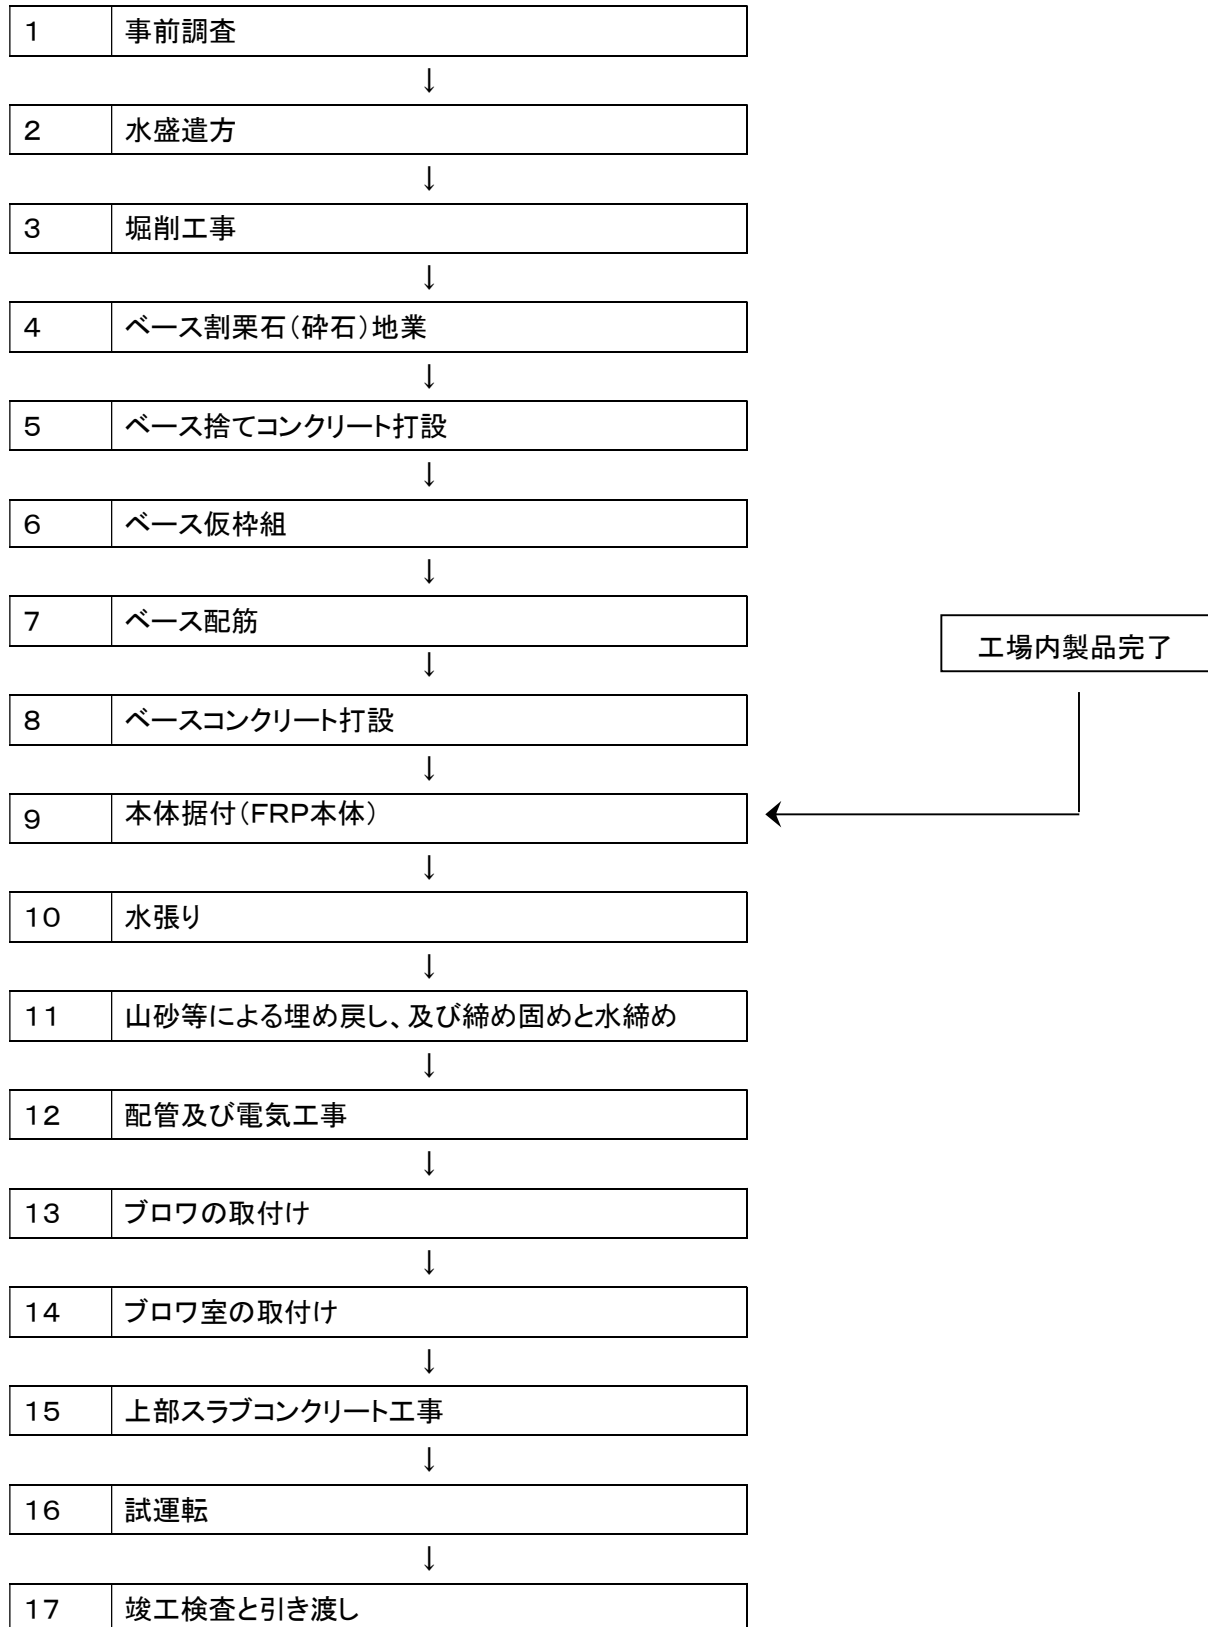 1 事前調査
↓
2 水盛遣方
↓
3 堀削工事
↓
4 ベース割栗石(砕石)地業
↓
5 ベース捨てコンクリート打設
↓
6 ベース仮枠組
↓
7 ベース配筋
工場内製品完了
↓
8 ベースコンクリート打設
↓
9 本体据付(FRP本体)
↓
10 水張り
↓
11 山砂等による埋め戻し、及び締め固めと水締め
↓
12 配管及び電気工事
↓
13 ブロワの取付け
↓
14 ブロワ室の取付け
↓
15 上部スラブコンクリート工事
↓
16 試運転
↓
17 竣工検査と引き渡し